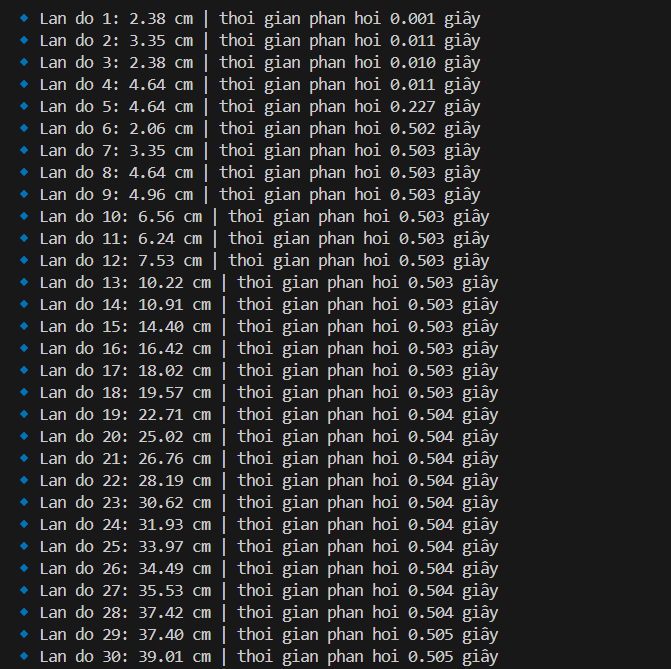 🔹 Lan do 1: 2.38 cm | thoi gian phan hoi 0.001 giây
🔹 Lan do 2: 3.35 cm | thoi gian phan hoi 0.011 giây
🔹 Lan do 3: 2.38 cm | thoi gian phan hoi 0.010 giây
🔹 Lan do 4: 4.64 cm | thoi gian phan hoi 0.011 giây
🔹 Lan do 5: 4.64 cm | thoi gian phan hoi 0.227 giây
🔹 Lan do 6: 2.06 cm | thoi gian phan hoi 0.502 giây
🔹 Lan do 7: 3.35 cm | thoi gian phan hoi 0.503 giây
🔹 Lan do 8: 4.64 cm | thoi gian phan hoi 0.503 giây
🔹 Lan do 9: 4.96 cm | thoi gian phan hoi 0.503 giây
🔹 Lan do 10: 6.56 cm | thoi gian phan hoi 0.503 giây
🔹 Lan do 11: 6.24 cm | thoi gian phan hoi 0.503 giây
🔹 Lan do 12: 7.53 cm | thoi gian phan hoi 0.503 giây
🔹 Lan do 13: 10.22 cm | thoi gian phan hoi 0.503 giây
🔹 Lan do 14: 10.91 cm | thoi gian phan hoi 0.503 giây
🔹 Lan do 15: 14.40 cm | thoi gian phan hoi 0.503 giây
🔹 Lan do 16: 16.42 cm | thoi gian phan hoi 0.503 giây
🔹 Lan do 17: 18.02 cm | thoi gian phan hoi 0.503 giây
🔹 Lan do 18: 19.57 cm | thoi gian phan hoi 0.503 giây
🔹 Lan do 19: 22.71 cm | thoi gian phan hoi 0.504 giây
🔹 Lan do 20: 25.02 cm | thoi gian phan hoi 0.504 giây
🔹 Lan do 21: 26.76 cm | thoi gian phan hoi 0.504 giây
🔹 Lan do 22: 28.19 cm | thoi gian phan hoi 0.504 giây
🔹 Lan do 23: 30.62 cm | thoi gian phan hoi 0.504 giây
🔹 Lan do 24: 31.93 cm | thoi gian phan hoi 0.504 giây
🔹 Lan do 25: 33.97 cm | thoi gian phan hoi 0.504 giây
🔹 Lan do 26: 34.49 cm | thoi gian phan hoi 0.504 giây
🔹 Lan do 27: 35.53 cm | thoi gian phan hoi 0.504 giây
🔹 Lan do 28: 37.42 cm | thoi gian phan hoi 0.504 giây
🔹 Lan do 29: 37.40 cm | thoi gian phan hoi 0.505 giây
🔹 Lan do 30: 39.01 cm | thoi gian phan hoi 0.505 giây